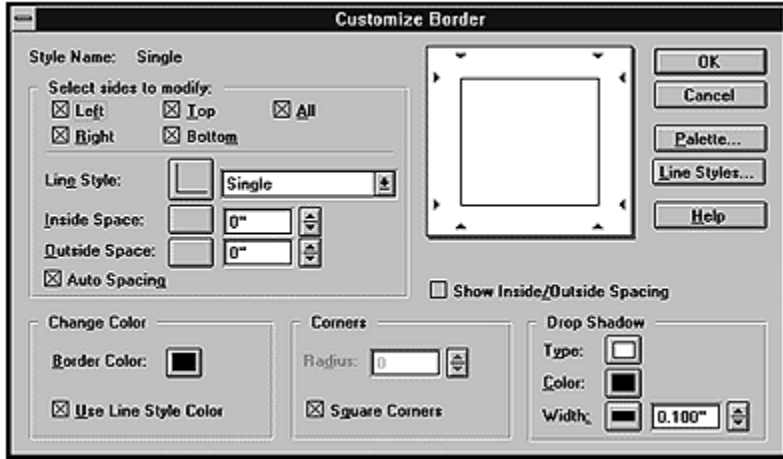 Customize Border
Style Name: Single
Select sides to modify:
Left
Top
All
Right
Bottom
Line Style:
Single
Inside Space:
0"
Outside Space:
0"
Auto Spacing
OK
Cancel
Palette...
Line Styles...
Help
Show Inside/Outside Spacing
Change Color
Border Color:
Use Line Style Color
Corners
Radius:
0
Square Corners
Drop Shadow
Type:
Color:
Width:
0.100"